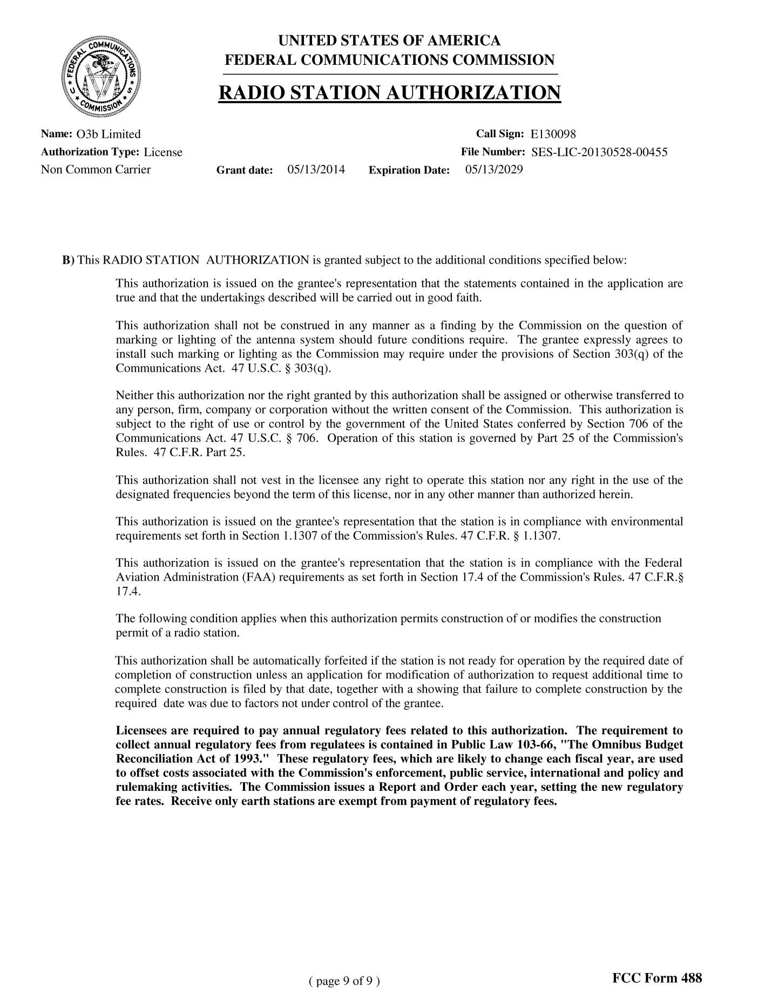 UNITED STATES OF AMERICA
FEDERAL COMMUNICATIONS COMMISSION
RADIO STATION AUTHORIZATION
FEDERAL COMMUNICATIONS COMMISSION U S
Name: O3b Limited
Call Sign: E130098
Authorization Type: License
File Number: SES-LIC-20130528-00455
Non Common Carrier Grant date: 05/13/2014 Expiration Date: 05/13/2029
B) This RADIO STATION AUTHORIZATION is granted subject to the additional conditions specified below:
This authorization is issued on the grantee's representation that the statements contained in the application are
true and that the undertakings described will be carried out in good faith.
This authorization shall not be construed in any manner as a finding by the Commission on the question of
marking or lighting of the antenna system should future conditions require. The grantee expressly agrees to
install such marking or lighting as the Commission may require under the provisions of Section 303(q) of the
Communications Act. 47 U.S.C. § 303(q).
Neither this authorization nor the right granted by this authorization shall be assigned or otherwise transferred to
any person, firm, company or corporation without the written consent of the Commission. This authorization is
subject to the right of use or control by the government of the United States conferred by Section 706 of the
Communications Act. 47 U.S.C. § 706. Operation of this station is governed by Part 25 of the Commission's
Rules. 47 C.F.R. Part 25.
This authorization shall not vest in the licensee any right to operate this station nor any right in the use of the
designated frequencies beyond the term of this license, nor in any other manner than authorized herein.
This authorization is issued on the grantee's representation that the station is in compliance with environmental
requirements set forth in Section 1.1307 of the Commission's Rules. 47 C.F.R. § 1.1307.
This authorization is issued on the grantee's representation that the station is in compliance with the Federal
Aviation Administration (FAA) requirements as set forth in Section 17.4 of the Commission's Rules. 47 C.F.R.§
17.4.
The following condition applies when this authorization permits construction of or modifies the construction
permit of a radio station.
This authorization shall be automatically forfeited if the station is not ready for operation by the required date of
completion of construction unless an application for modification of authorization to request additional time to
complete construction is filed by that date, together with a showing that failure to complete construction by the
required date was due to factors not under control of the grantee.
Licensees are required to pay annual regulatory fees related to this authorization. The requirement to
collect annual regulatory fees from regulatees is contained in Public Law 103-66, "The Omnibus Budget
Reconciliation Act of 1993." These regulatory fees, which are likely to change each fiscal year, are used
to offset costs associated with the Commission's enforcement, public service, international and policy and
rulemaking activities. The Commission issues a Report and Order each year, setting the new regulatory
fee rates. Receive only earth stations are exempt from payment of regulatory fees.
( page 9 of 9 )
FCC Form 488